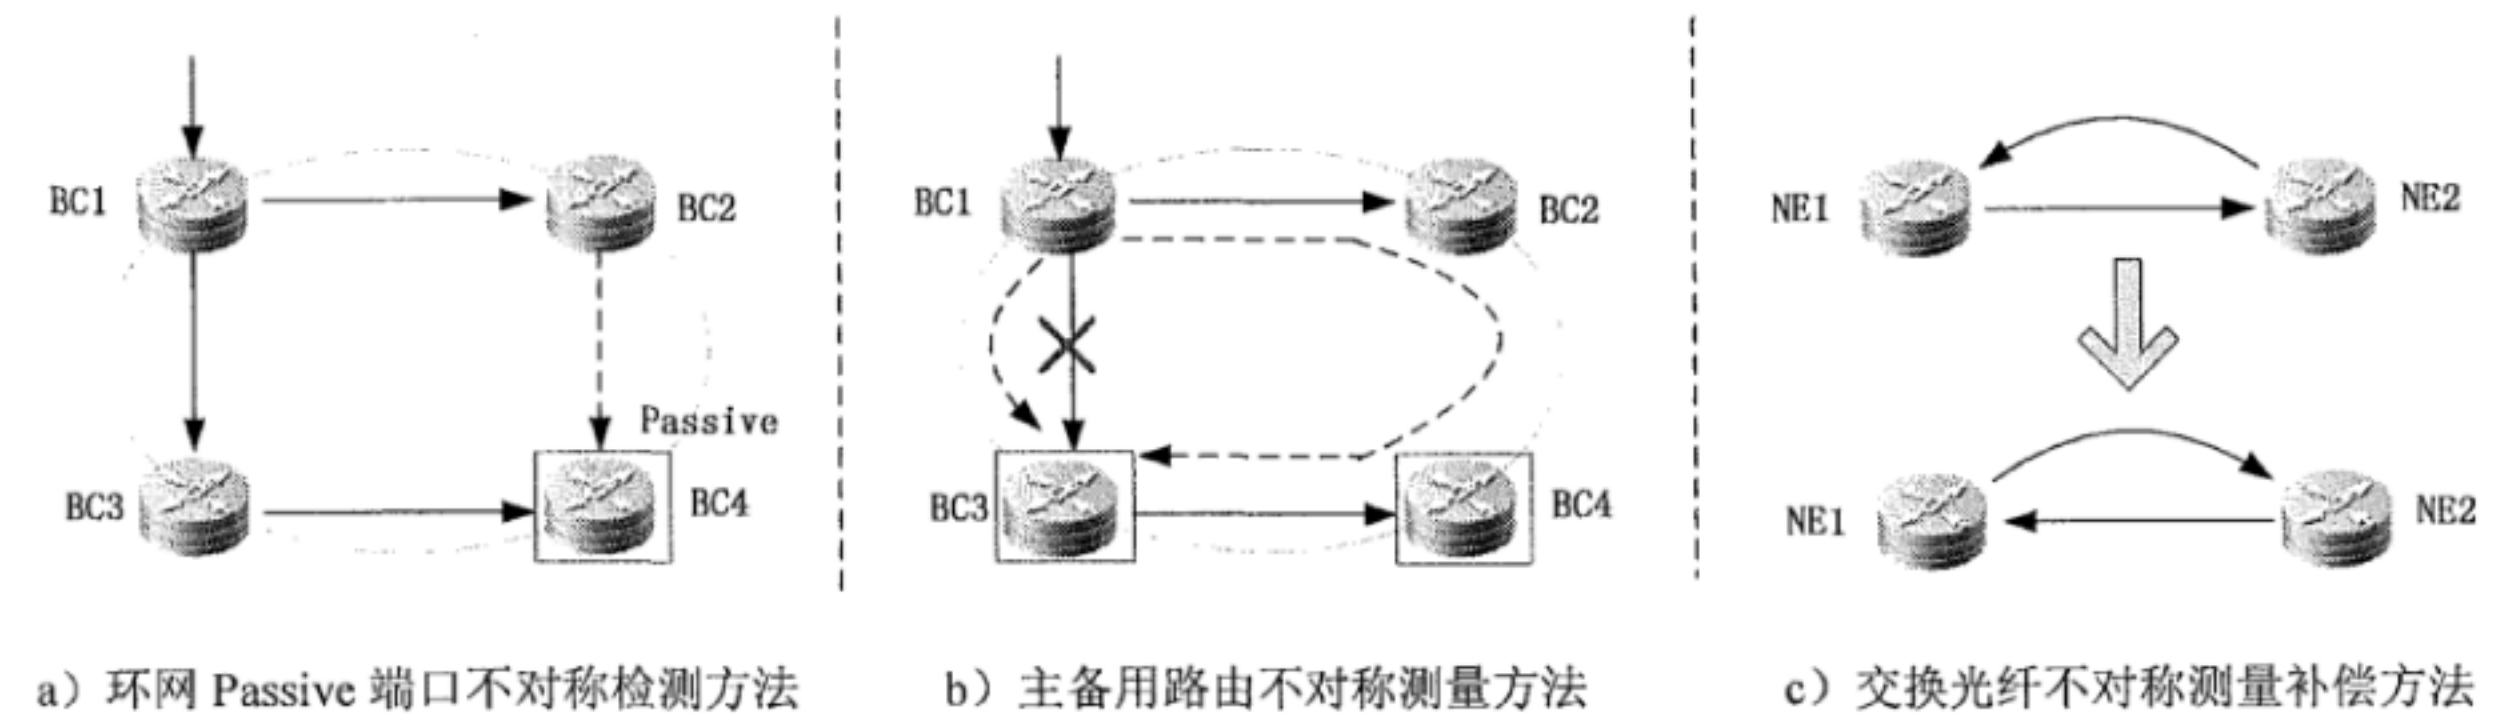 BC1
BC2
BC3
BC4
Passive
a）环网 Passive 端口不对称检测方法
BC1
BC2
BC3
BC4
b）主备用路由不对称测量方法
NE1
NE2
NE1
NE2
c）交换光纤不对称测量补偿方法